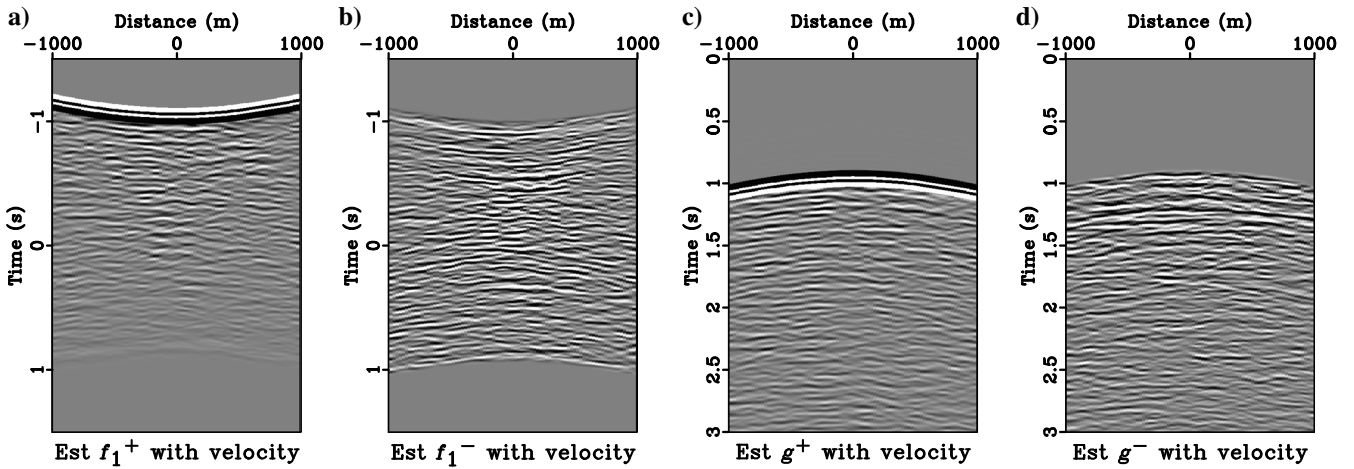 a)
Distance (m)
−1000 0 1000
Time (s)
−1
0
1
Est f₁⁺ with velocity
b)
Distance (m)
−1000 0 1000
Time (s)
−1
0
1
Est f₁⁻ with velocity
c)
Distance (m)
−1000 0 1000
Time (s)
0
0.5
1
1.5
2
2.5
3
Est g⁺ with velocity
d)
Distance (m)
−1000 0 1000
Time (s)
0
0.5
1
1.5
2
2.5
3
Est g⁻ with velocity